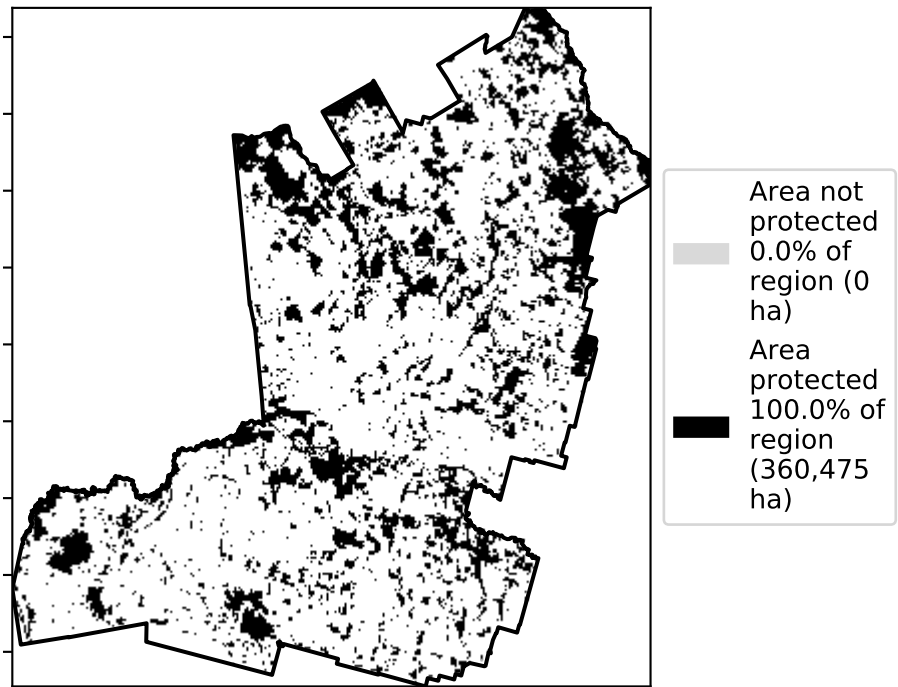 Area not
protected
0.0% of
region (0
ha)
Area
protected
100.0% of
region
(360,475
ha)